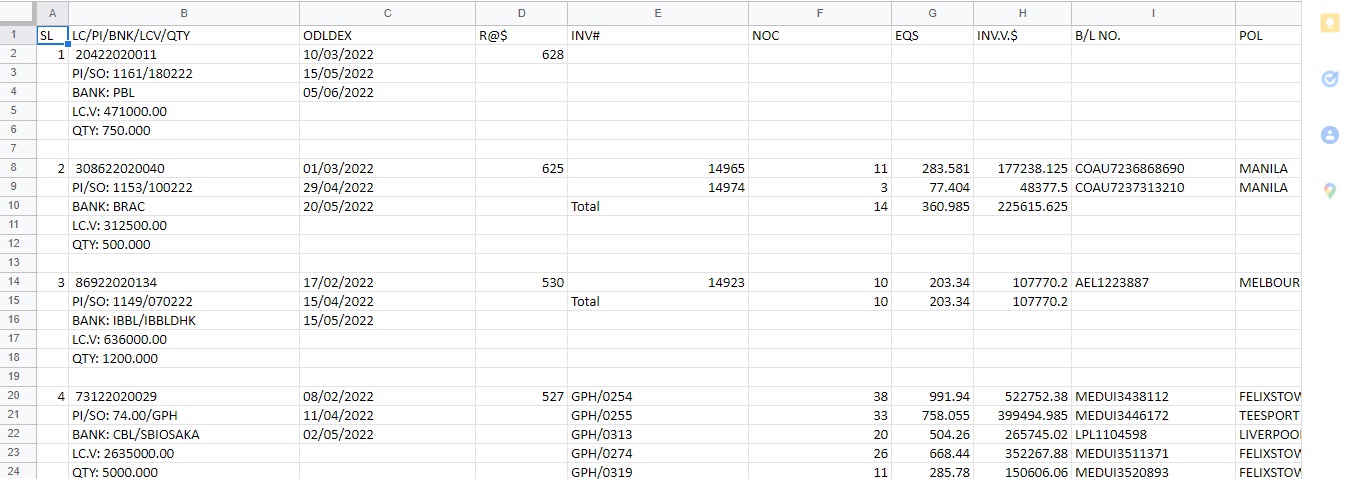 A B C D E F G H I
1 SL LC/PI/BNK/LCV/QTY ODLDEX R@$ INV# NOC EQS INV.V.$ B/L NO. POL
2 1 20422020011 10/03/2022 628
3 PI/SO: 1161/180222 15/05/2022
4 BANK: PBL 05/06/2022
5 LC.V: 471000.00
6 QTY: 750.000
7
8 2 308622020040 01/03/2022 625 14965 11 283.581 177238.125 COAU7236868690 MANILA
9 PI/SO: 1153/100222 29/04/2022 14974 3 77.404 48377.5 COAU7237313210 MANILA
10 BANK: BRAC 20/05/2022 Total 14 360.985 225615.625
11 LC.V: 312500.00
12 QTY: 500.000
13
14 3 86922020134 17/02/2022 530 14923 10 203.34 107770.2 AEL1223887 MELBOUR
15 PI/SO: 1149/070222 15/04/2022 Total 10 203.34 107770.2
16 BANK: IBBL/IBBLDHK 15/05/2022
17 LC.V: 636000.00
18 QTY: 1200.000
19
20 4 73122020029 08/02/2022 527 GPH/0254 38 991.94 522752.38 MEDUI3438112 FELIXSTOW
21 PI/SO: 74.00/GPH 11/04/2022 GPH/0255 33 758.055 399494.985 MEDUI3446172 TEESPORT
22 BANK: CBL/SBIOSAKA 02/05/2022 GPH/0313 20 504.26 265745.02 LPL1104598 LIVERPOO
23 LC.V: 2635000.00 GPH/0274 26 668.44 352267.88 MEDUI3511371 FELIXSTOW
24 QTY: 5000.000 GPH/0319 11 285.78 150606.06 MEDUI3520893 FELIXSTOW